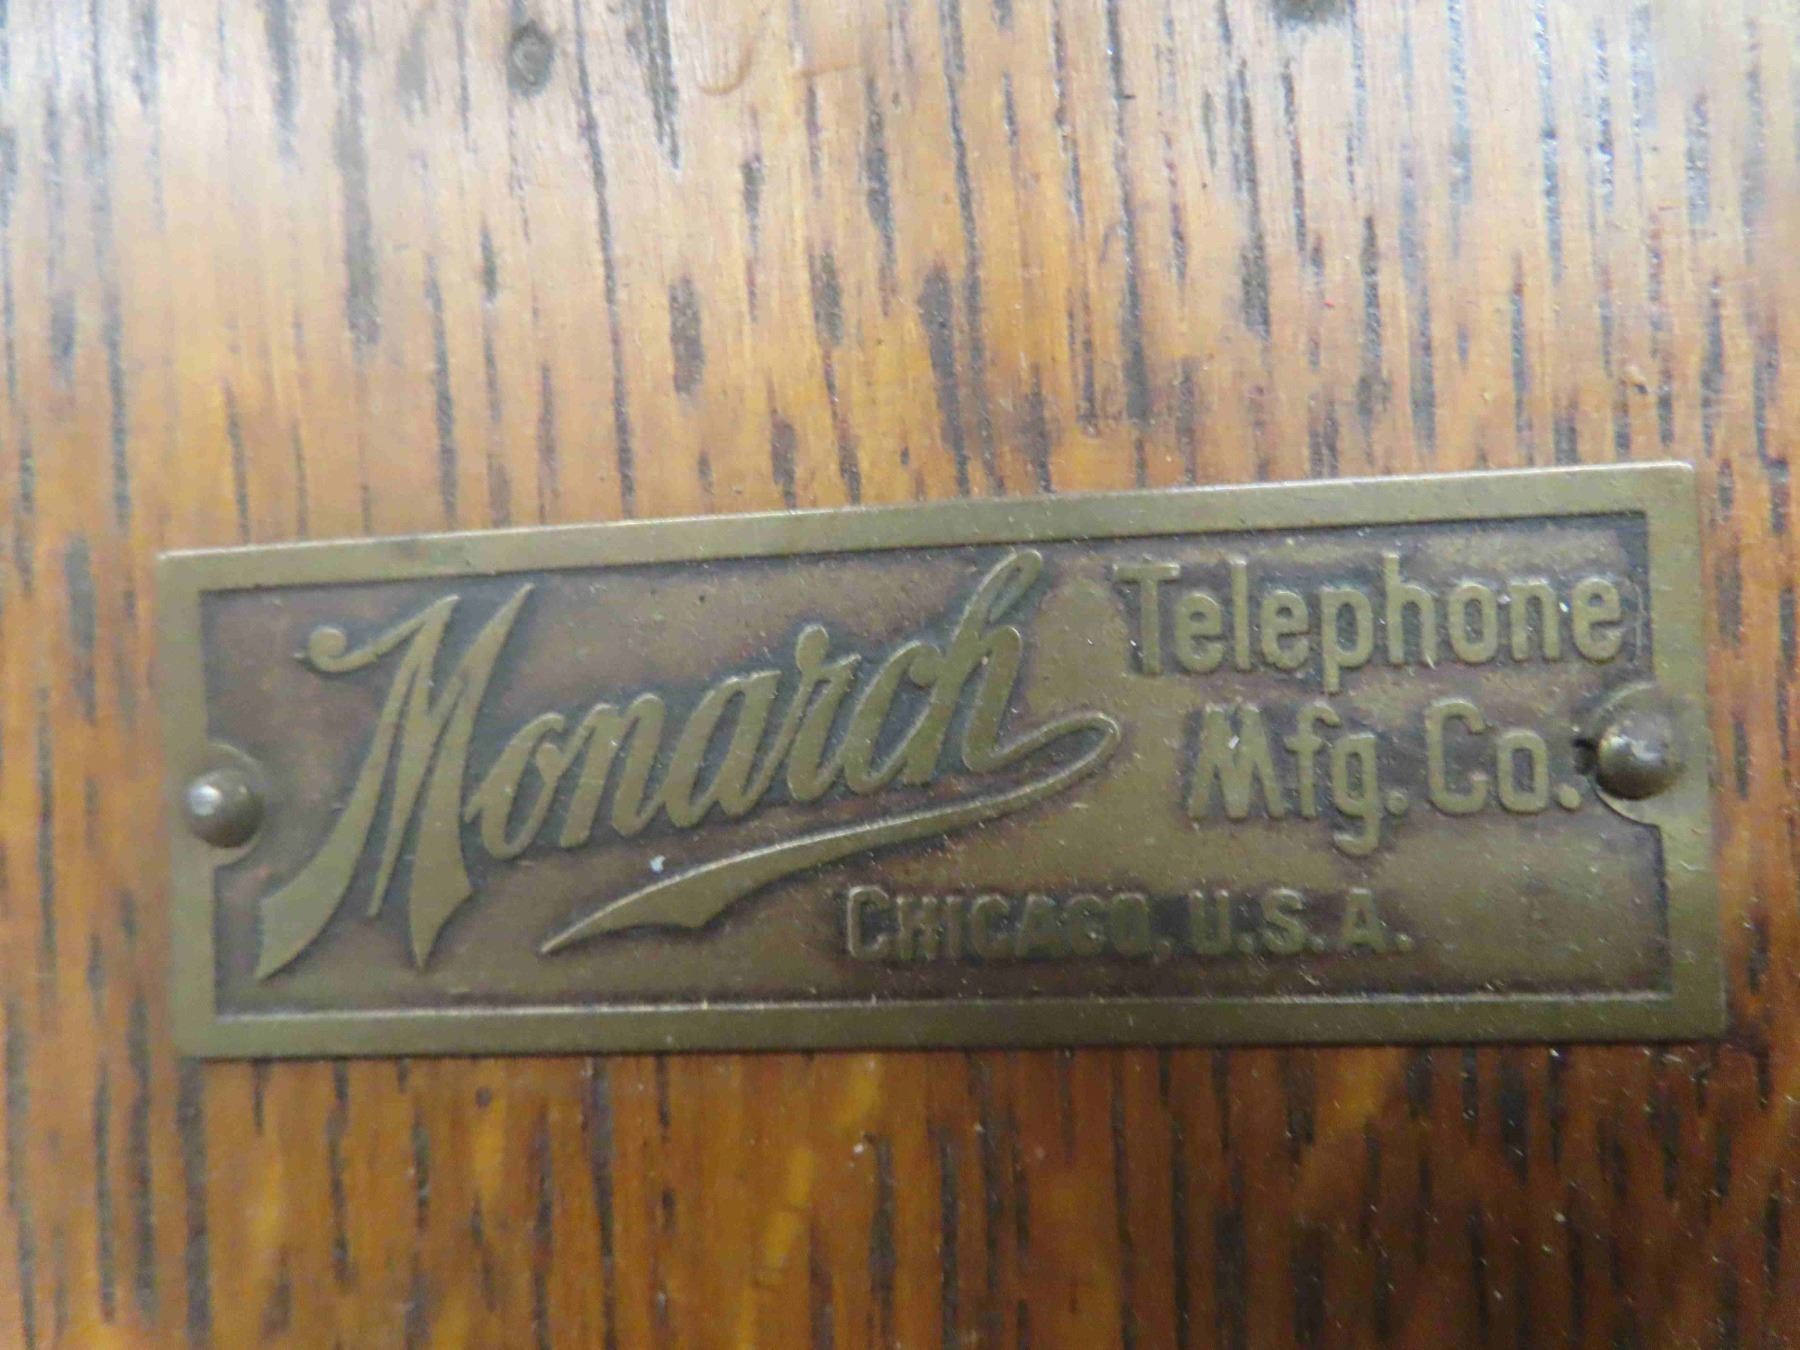 Monarch Telephone
Mfg. Co.
CHICAGO, U.S.A.